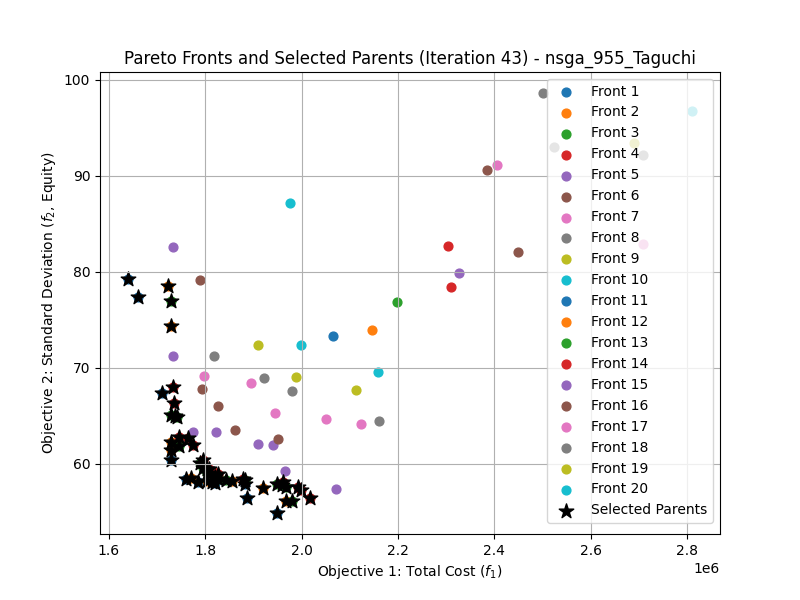 Pareto Fronts and Selected Parents (Iteration 43) - nsga_955_Taguchi
Objective 2: Standard Deviation (f₂, Equity)
100
90
80
70
60
Front 1
Front 2
Front 3
Front 4
Front 5
Front 6
Front 7
Front 8
Front 9
Front 10
Front 11
Front 12
Front 13
Front 14
Front 15
Front 16
Front 17
Front 18
Front 19
Front 20
Selected Parents
1.6 1.8 2.0 2.2 2.4 2.6 2.8
1e6
Objective 1: Total Cost (f₁)